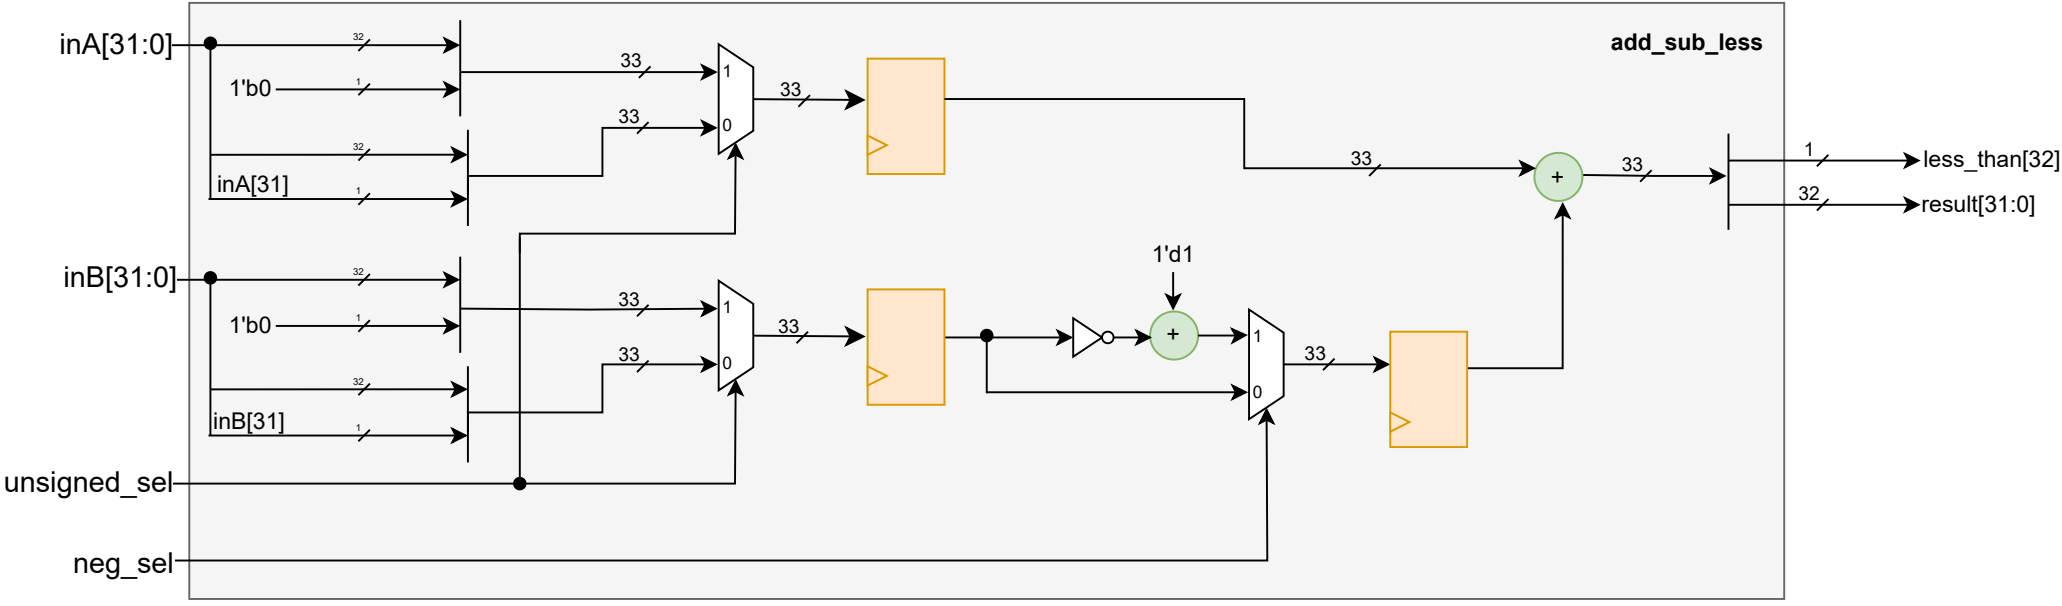 add_sub_less
inA[31:0]
32
1'b0
1
33
1
33
0
33
32
inA[31]
1
33
1
less_than[32]
33
32
result[31:0]
+
inB[31:0]
32
1'b0
1
33
1
33
0
33
32
inB[31]
1
1'd1
+
1
0
33
unsigned_sel
neg_sel